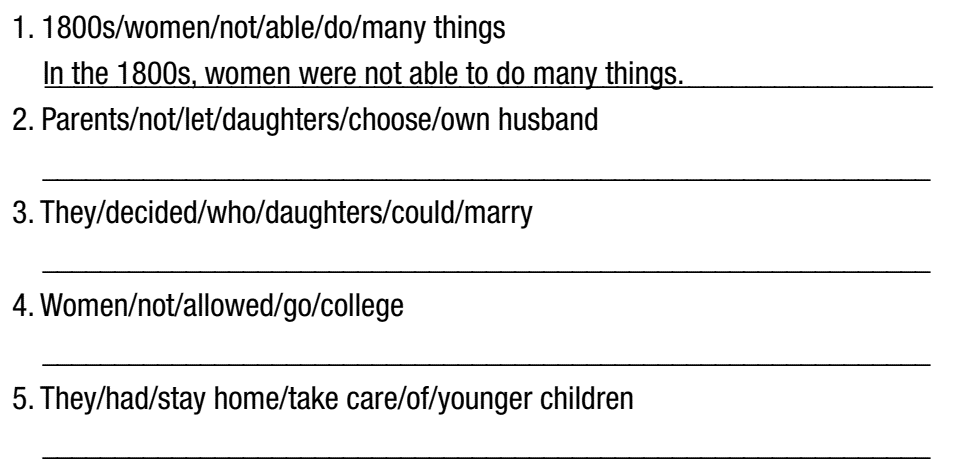 1. 1800s/women/not/able/do/many things
In the 1800s, women were not able to do many things.
2. Parents/not/let/daughters/choose/own husband
3. They/decided/who/daughters/could/marry
4. Women/not/allowed/go/college
5. They/had/stay home/take care/of/younger children